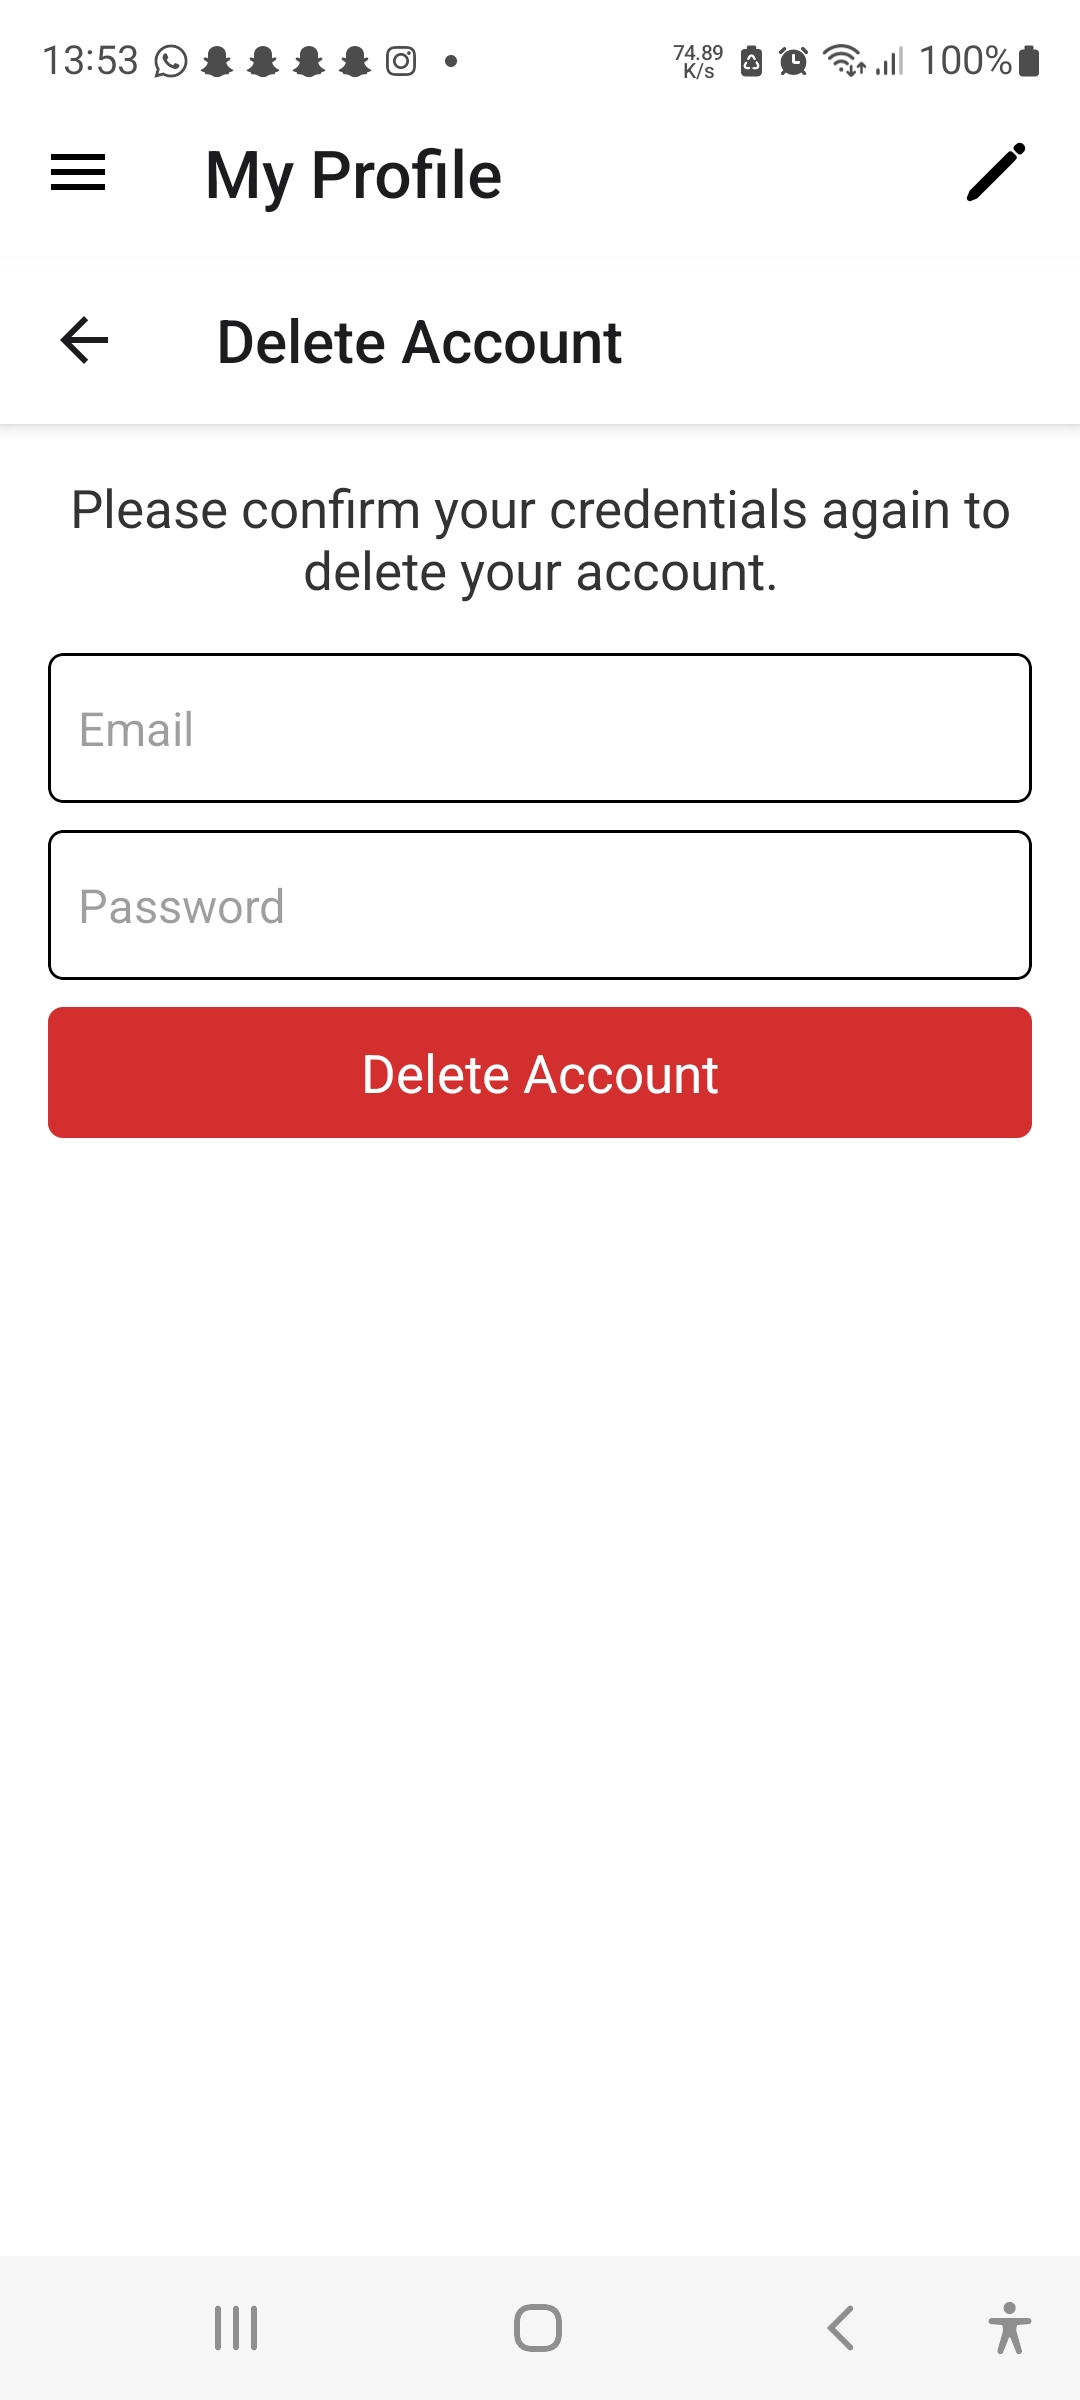 13:53
74.89
K/s
100%
My Profile
Delete Account
Please confirm your credentials again to
delete your account.
Email
Password
Delete Account